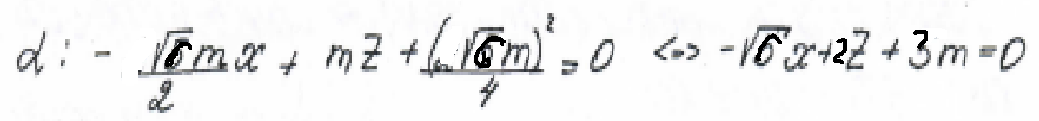 α: - √6mx/2 + mz + (-√6m)²/4 = 0 <=> -√6x+2z+3m=0